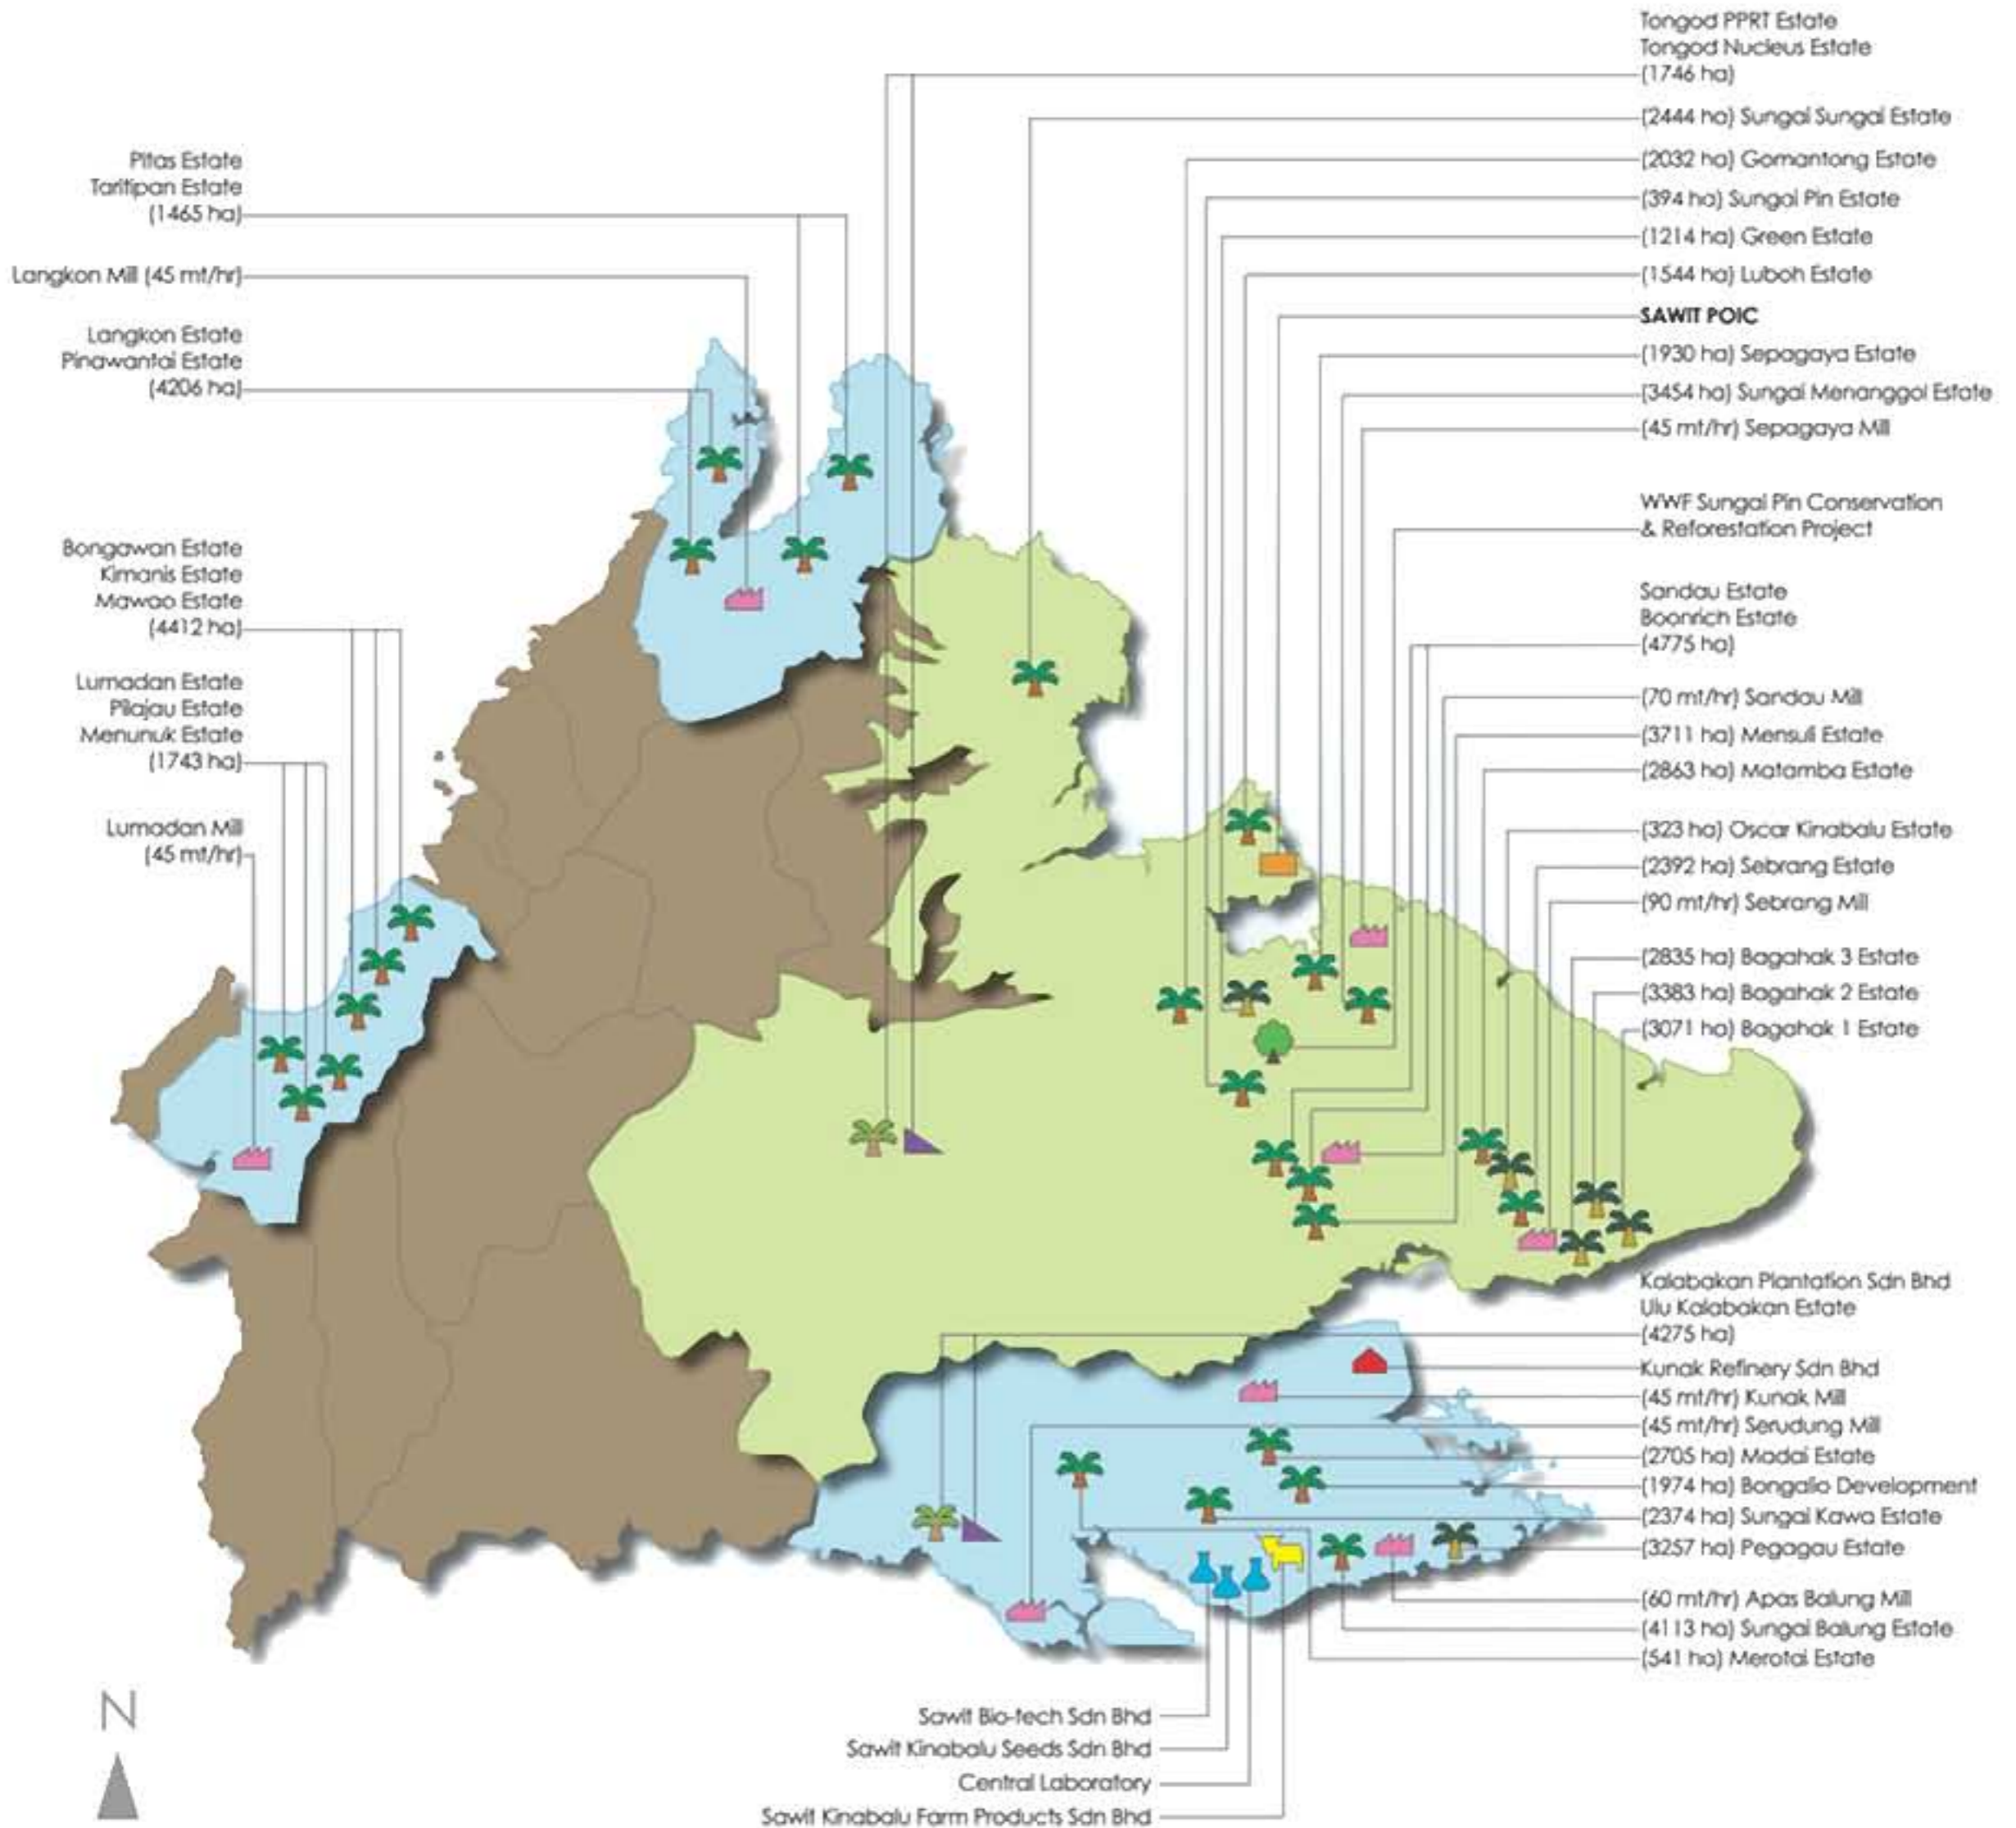 Pitas Estate
Taritipan Estate
(1465 ha)
Langkon Mill (45 mt/hr)
Langkon Estate
Pinawantai Estate
(4206 ha)
Bongawan Estate
Kimanis Estate
Mawao Estate
(4412 ha)
Lumadan Estate
Pilajau Estate
Menunuk Estate
(1743 ha)
Lumadan Mill
(45 mt/hr)
Tongod PPRT Estate
Tongod Nucleus Estate
(1746 ha)
(2444 ha) Sungai Sungai Estate
(2032 ha) Gomantong Estate
(394 ha) Sungai Pin Estate
(1214 ha) Green Estate
(1544 ha) Luboh Estate
SAWIT POIC
(1930 ha) Sepagaya Estate
(3454 ha) Sungai Menanggol Estate
(45 mt/hr) Sepagaya Mill
WWF Sungai Pin Conservation
& Reforestation Project
Sandau Estate
Boonrich Estate
(4775 ha)
(70 mt/hr) Sandau Mill
(3711 ha) Mensuli Estate
(2863 ha) Matamba Estate
(323 ha) Oscar Kinabalu Estate
(2392 ha) Sebrang Estate
(90 mt/hr) Sebrang Mill
(2835 ha) Bagahak 3 Estate
(3383 ha) Bagahak 2 Estate
(3071 ha) Bagahak 1 Estate
Kalabakan Plantation Sdn Bhd
Ulu Kalabakan Estate
(4275 ha)
Kunak Refinery Sdn Bhd
(45 mt/hr) Kunak Mill
(45 mt/hr) Serudung Mill
(2705 ha) Madai Estate
(1974 ha) Bongalio Development
(2374 ha) Sungai Kawa Estate
(3257 ha) Pegagau Estate
(60 mt/hr) Apas Balung Mill
(4113 ha) Sungai Balung Estate
(541 ha) Merotai Estate
Sawit Bio-tech Sdn Bhd
Sawit Kinabalu Seeds Sdn Bhd
Central Laboratory
Sawit Kinabalu Farm Products Sdn Bhd
N